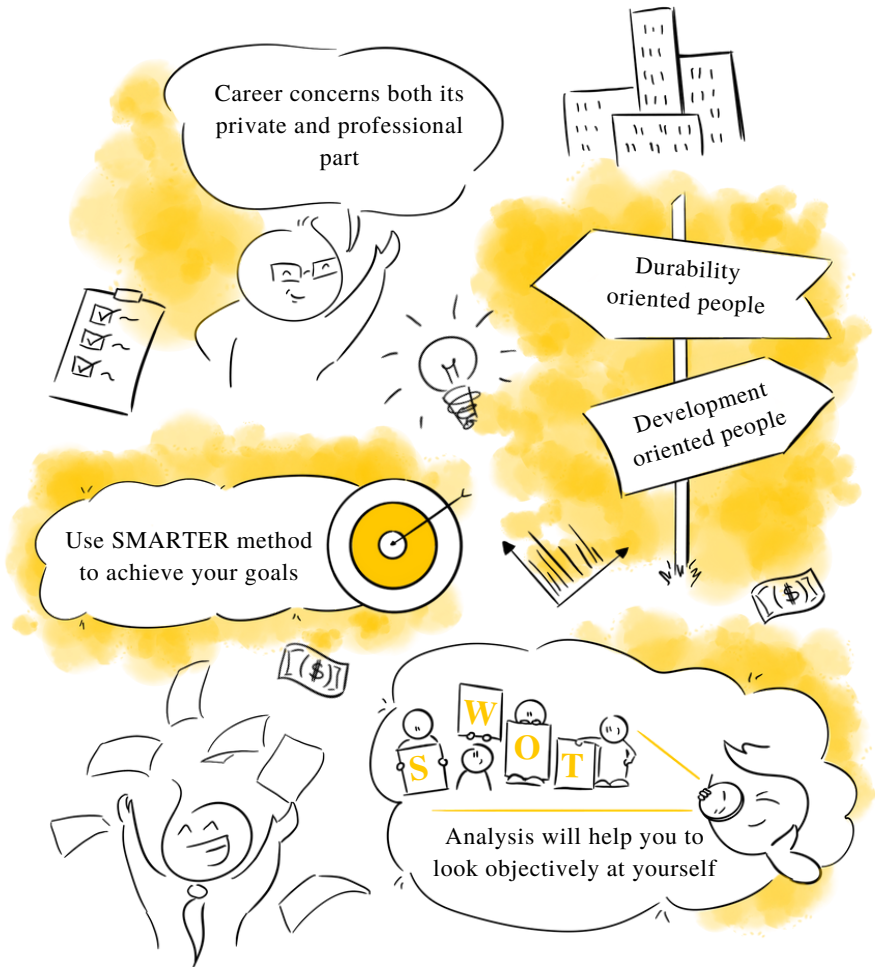 Career concerns both its
private and professional
part
Durability
oriented people
Development
oriented people
Use SMARTER method
to achieve your goals
($)
($)
S W O T
Analysis will help you to
look objectively at yourself